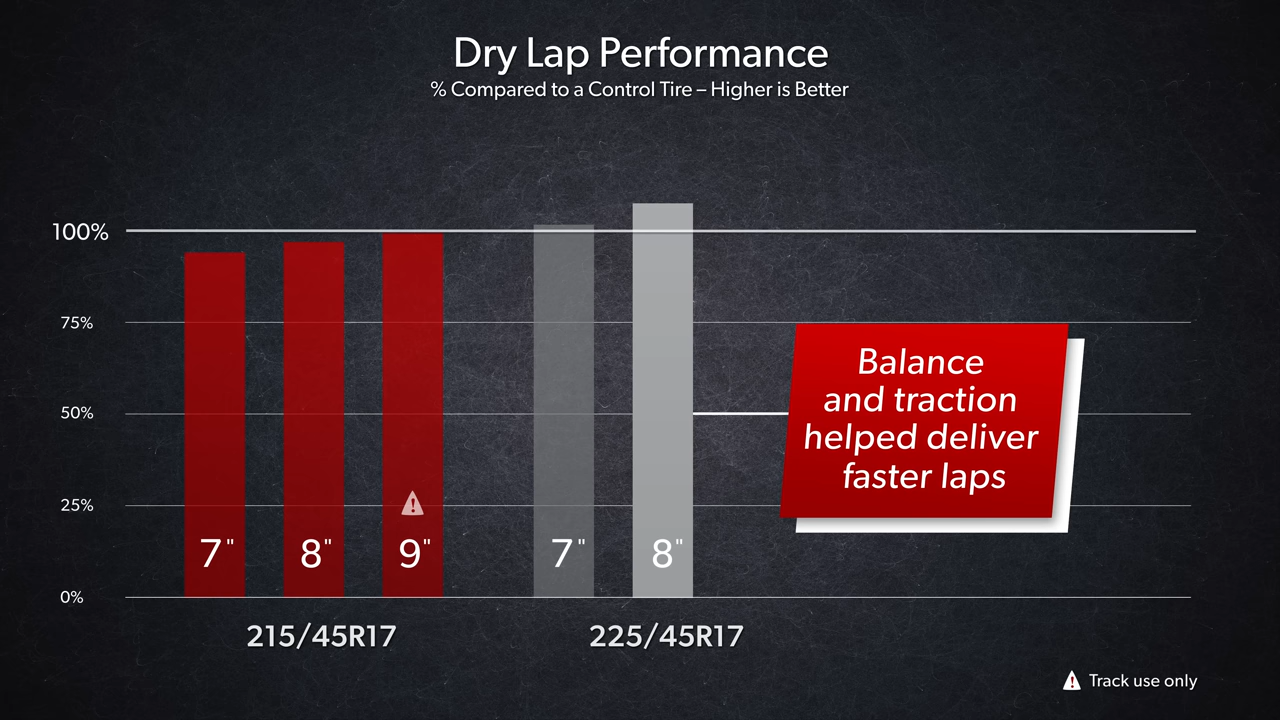 Dry Lap Performance
% Compared to a Control Tire – Higher is Better
100%
75%
50%
25%
0%
7"
8"
9"
7"
8"
215/45R17
225/45R17
Balance
and traction
helped deliver
faster laps
Track use only